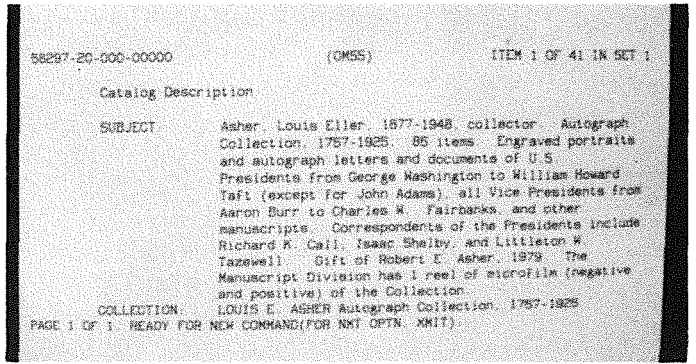 58297-20-000-00000 (OMSS) ITEM 1 OF 41 IN SET 1
Catalog Description
SUBJECT Asher, Louis Eller, 1877-1948, collector. Autograph
Collection, 1757-1925. 86 items. Engraved portraits
and autograph letters and documents of U.S.
Presidents from George Washington to William Howard
Taft (except for John Adams), all Vice Presidents from
Aaron Burr to Charles W. Fairbanks, and other
manuscripts. Correspondents of the Presidents include
Richard K. Call, Isaac Shelby, and Littleton W.
Tazewell. Gift of Robert E. Asher, 1979. The
Manuscript Division has 1 reel of microfilm (negative
and positive) of the Collection
COLLECTION LOUIS E. ASHER Autograph Collection, 1757-1925
PAGE 1 OF 1 READY FOR NEW COMMAND(FOR NXT OPTN, XMIT)